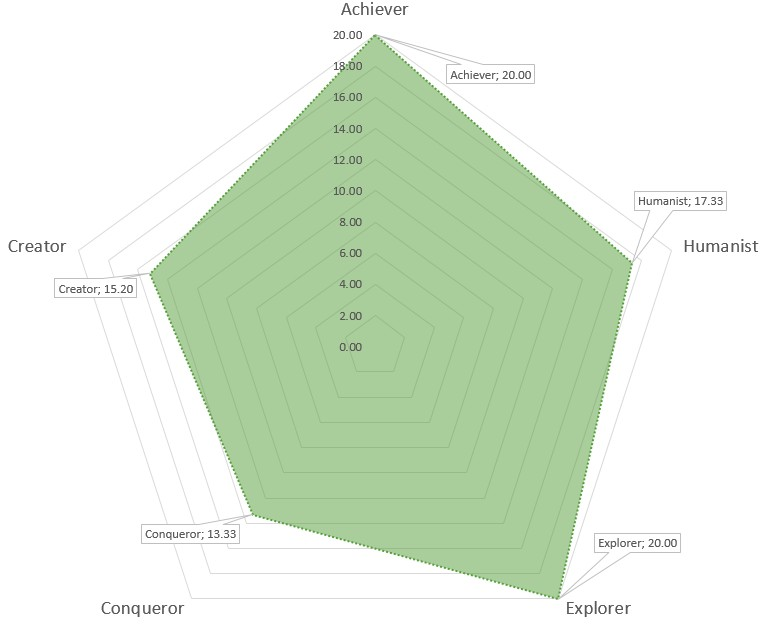 Achiever
20.00
18.00
Achiever; 20.00
16.00
14.00
12.00
10.00
Humanist; 17.33
8.00
Creator
Humanist
6.00
Creator; 15.20
4.00
2.00
0.00
Conqueror; 13.33
Explorer; 20.00
Conqueror
Explorer